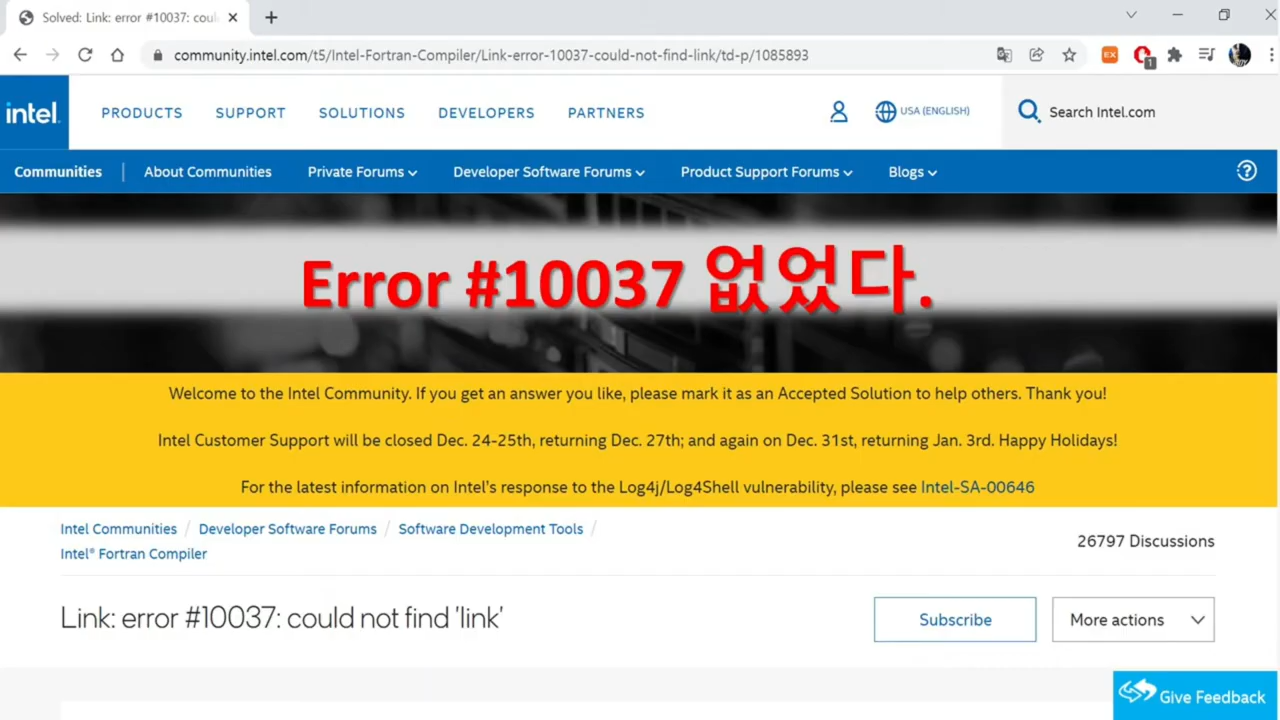 Solved: Link: error #10037: coul
community.intel.com/t5/Intel-Fortran-Compiler/Link-error-10037-could-not-find-link/td-p/1085893
EX
1
intel.
PRODUCTS SUPPORT SOLUTIONS DEVELOPERS PARTNERS
USA (ENGLISH)
Search Intel.com
Communities About Communities Private Forums Developer Software Forums Product Support Forums Blogs
Error #10037 없었다.
Welcome to the Intel Community. If you get an answer you like, please mark it as an Accepted Solution to help others. Thank you!
Intel Customer Support will be closed Dec. 24-25th, returning Dec. 27th; and again on Dec. 31st, returning Jan. 3rd. Happy Holidays!
For the latest information on Intel's response to the Log4j/Log4Shell vulnerability, please see Intel-SA-00646
Intel Communities / Developer Software Forums / Software Development Tools /
Intel® Fortran Compiler
26797 Discussions
Link: error #10037: could not find 'link'
Subscribe
More actions
Give Feedback